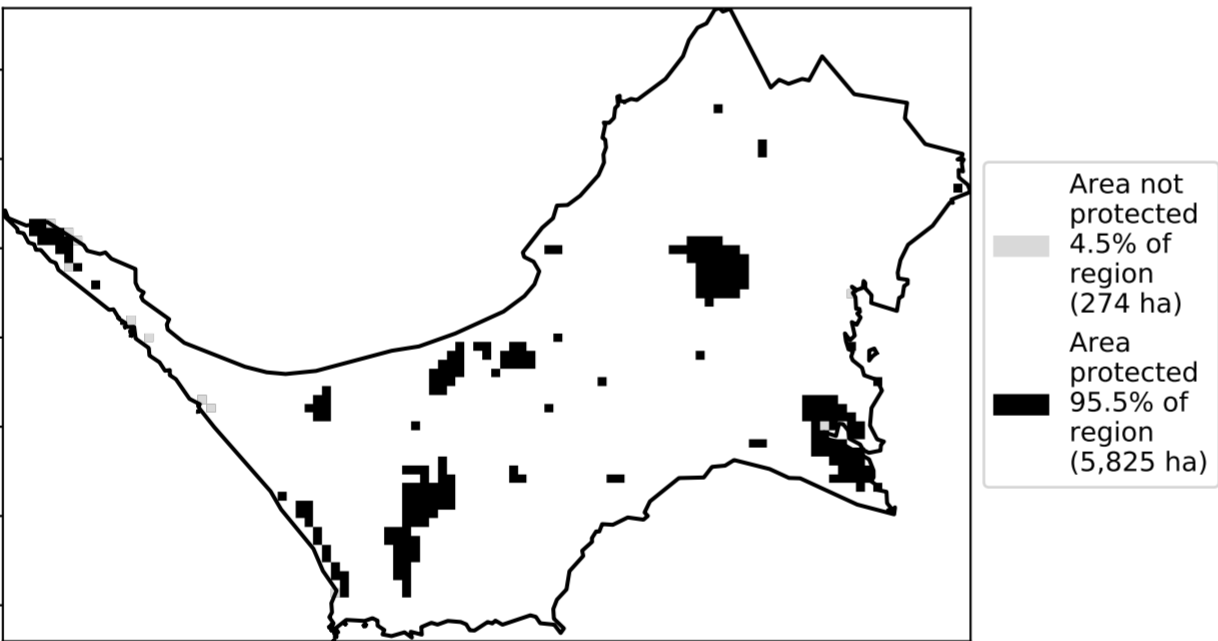 Area not
protected
4.5% of
region
(274 ha)
Area
protected
95.5% of
region
(5,825 ha)